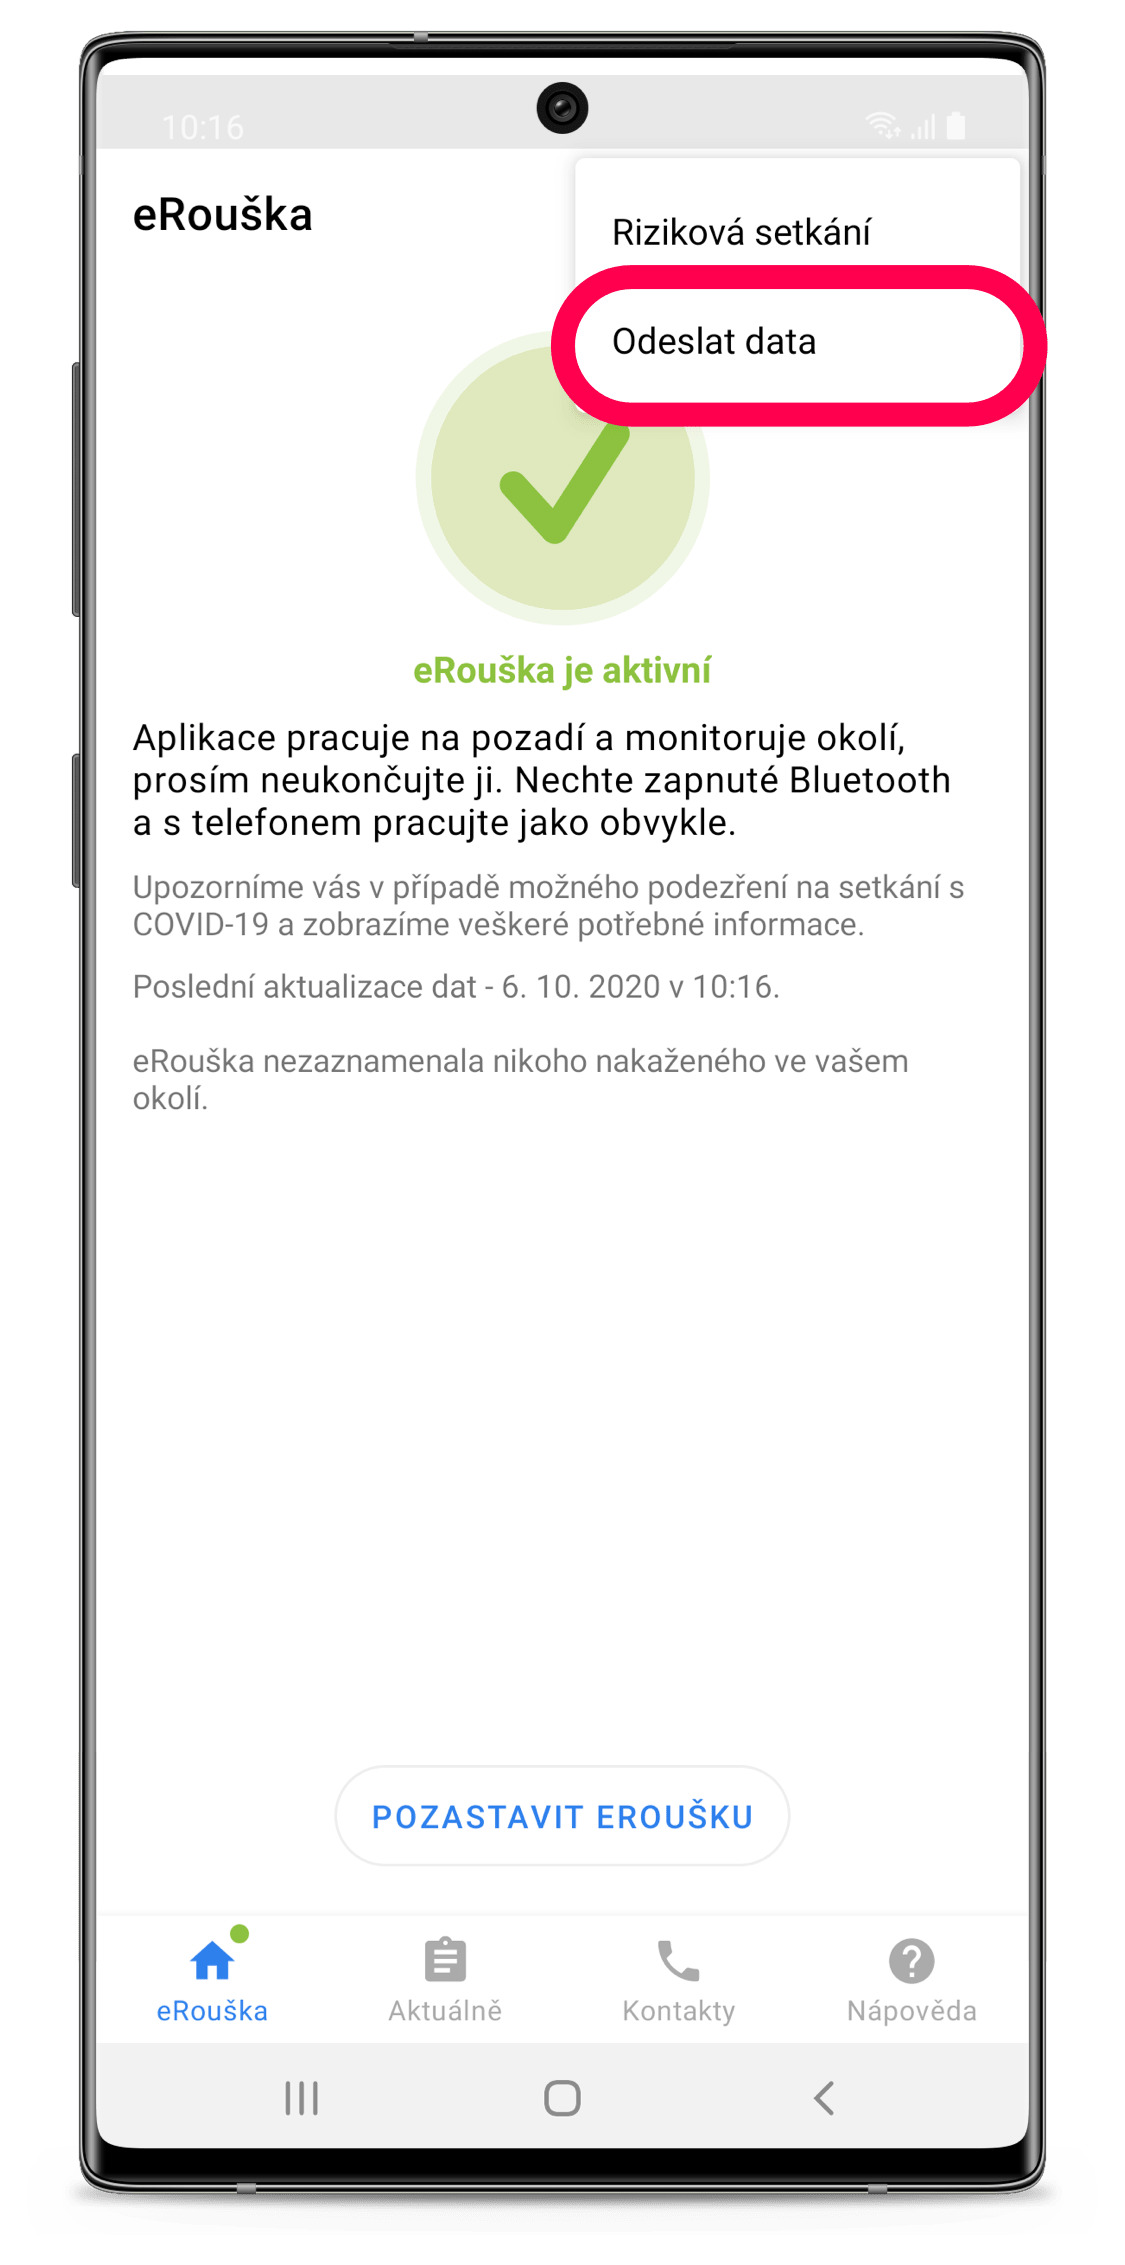 10:16
eRouška
Riziková setkání
Odeslat data
eRouška je aktivní
Aplikace pracuje na pozadí a monitoruje okolí,
prosím neukončujte ji. Nechte zapnuté Bluetooth
a s telefonem pracujte jako obvykle.
Upozorníme vás v případě možného podezření na setkání s
COVID-19 a zobrazíme veškeré potřebné informace.
Poslední aktualizace dat - 6. 10. 2020 v 10:16.
eRouška nezaznamenala nikoho nakaženého ve vašem
okolí.
POZASTAVIT EROUŠKU
eRouška
Aktuálně
Kontakty
Nápověda